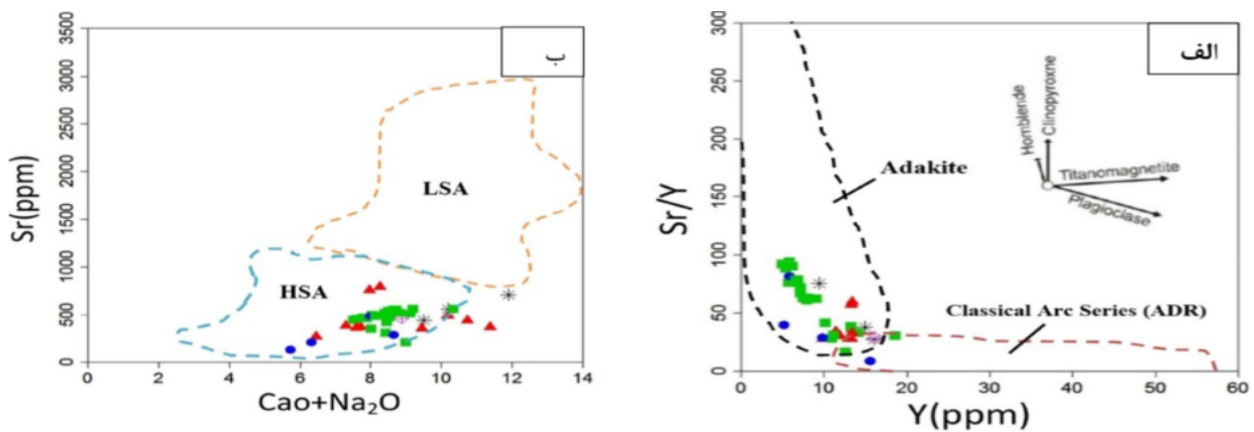 ب
3500
3000
2500
2000
1500
1000
500
0
Sr(ppm)
LSA
HSA
0 2 4 6 8 10 12 14
Cao+Na₂O
الف
300
250
200
150
100
50
0
Sr/Y
Adakite
Hornblende
Clinopyroxne
Titanomagnetite
Plagioclase
Classical Arc Series (ADR)
0 10 20 30 40 50 60
Y(ppm)